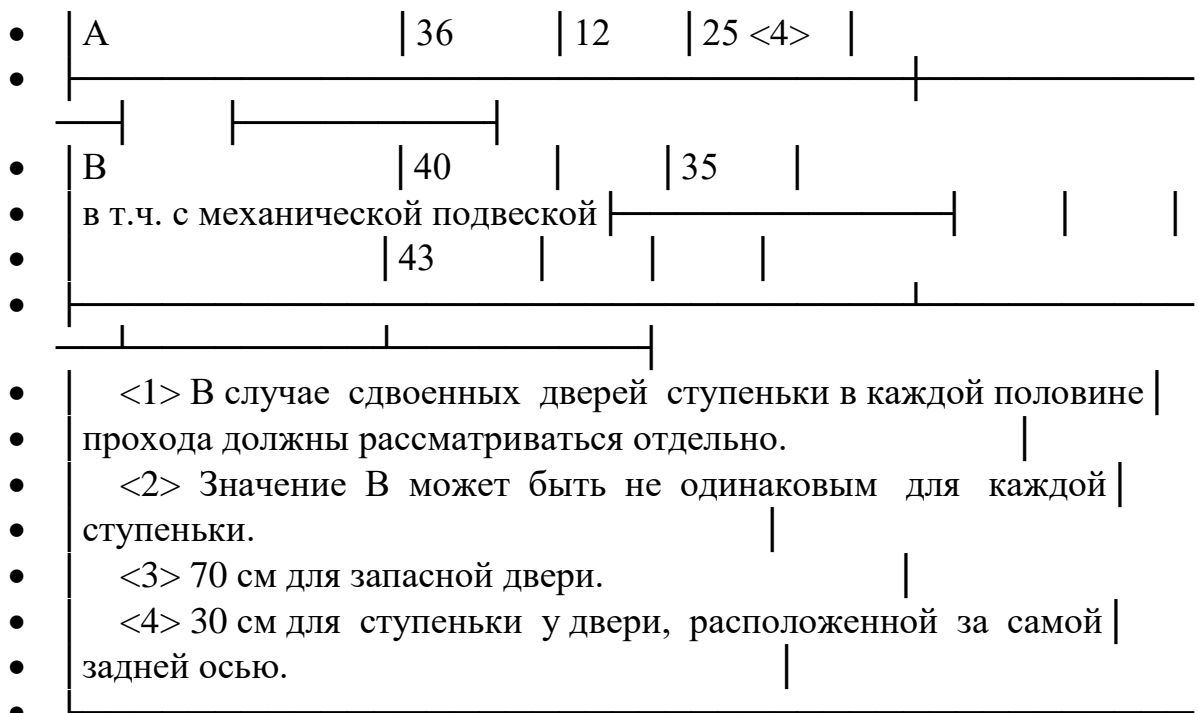 А 36 12 25 <4>
В 40 35
в т.ч. с механической подвеской
43
<1> В случае сдвоенных дверей ступеньки в каждой половине
прохода должны рассматриваться отдельно.
<2> Значение В может быть не одинаковым для каждой
ступеньки.
<3> 70 см для запасной двери.
<4> 30 см для ступеньки у двери, расположенной за самой
задней осью.